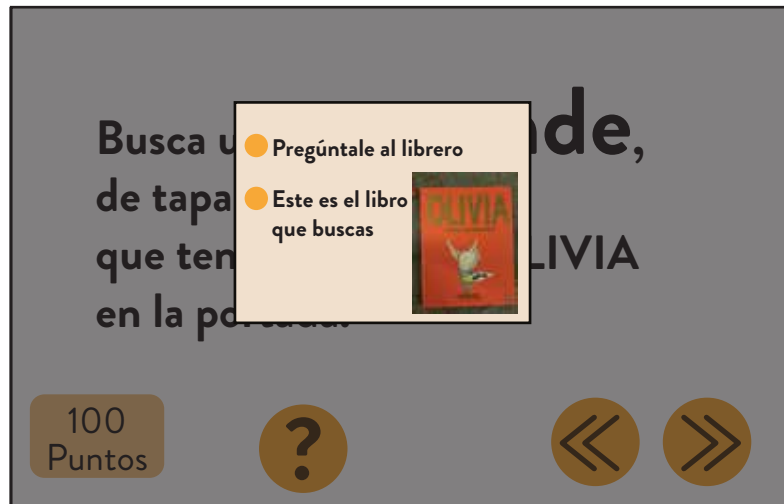 Busca u nde,
de tapa
que ten LIVIA
en la po
Pregúntale al librero
Este es el libro
que buscas
OLIVIA
100
Puntos
?